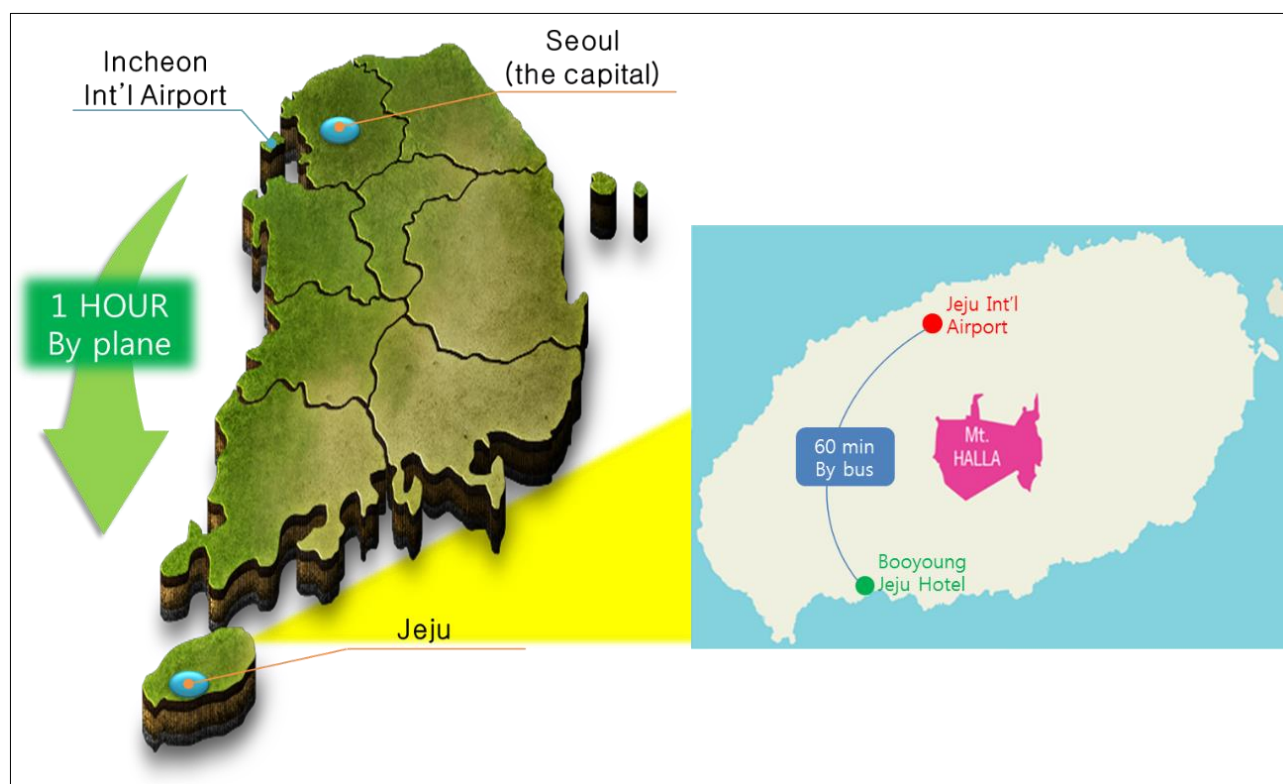 Incheon
Int'l Airport
Seoul
(the capital)
1 HOUR
By plane
Jeju
Jeju Int'l
Airport
Mt.
HALLA
60 min
By bus
Booyoung
Jeju Hotel